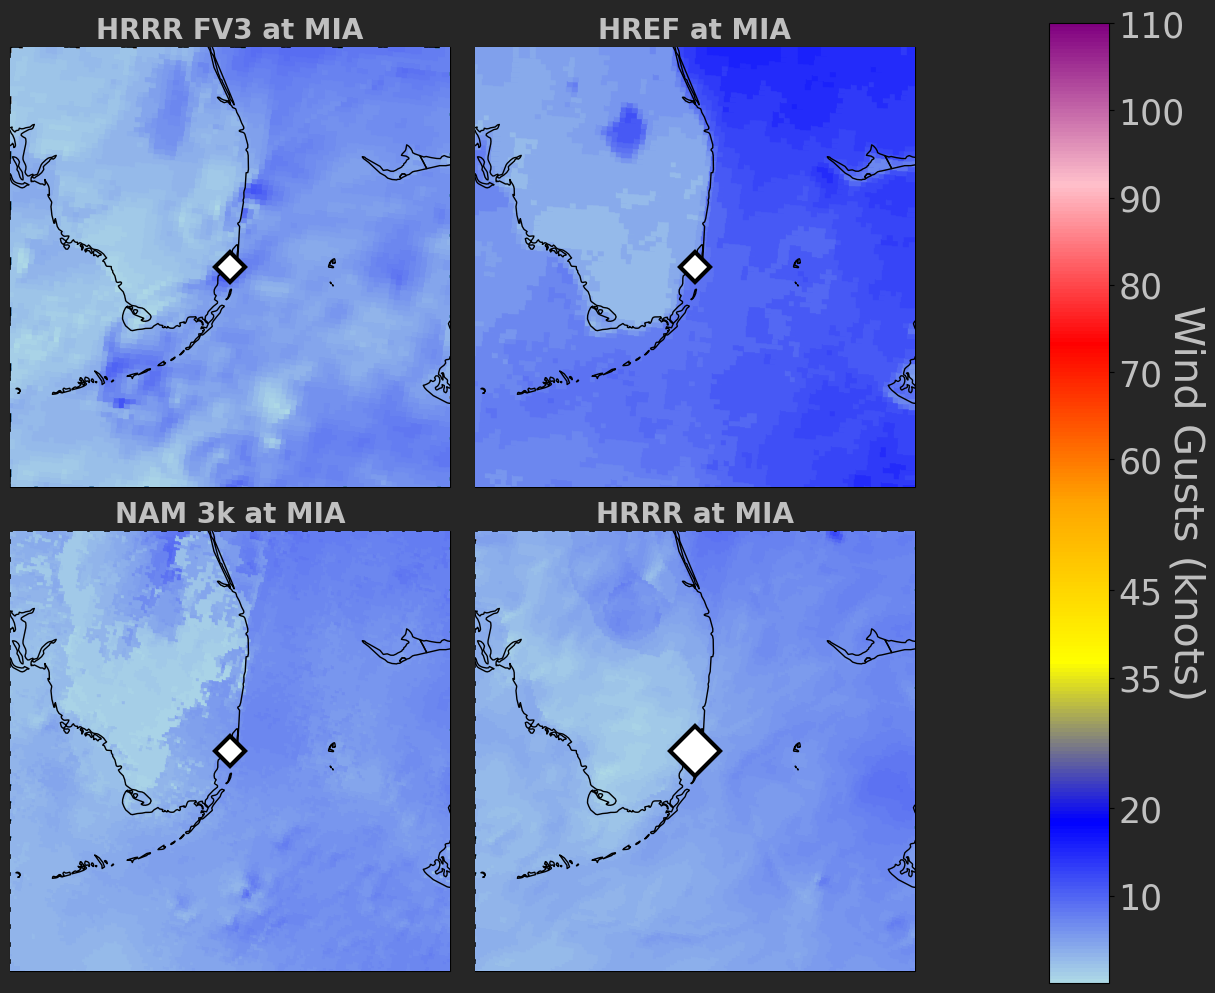 HRRR FV3 at MIA
HREF at MIA
NAM 3k at MIA
HRRR at MIA
110
100
90
80
70
60
45
35
20
10
Wind Gusts (knots)